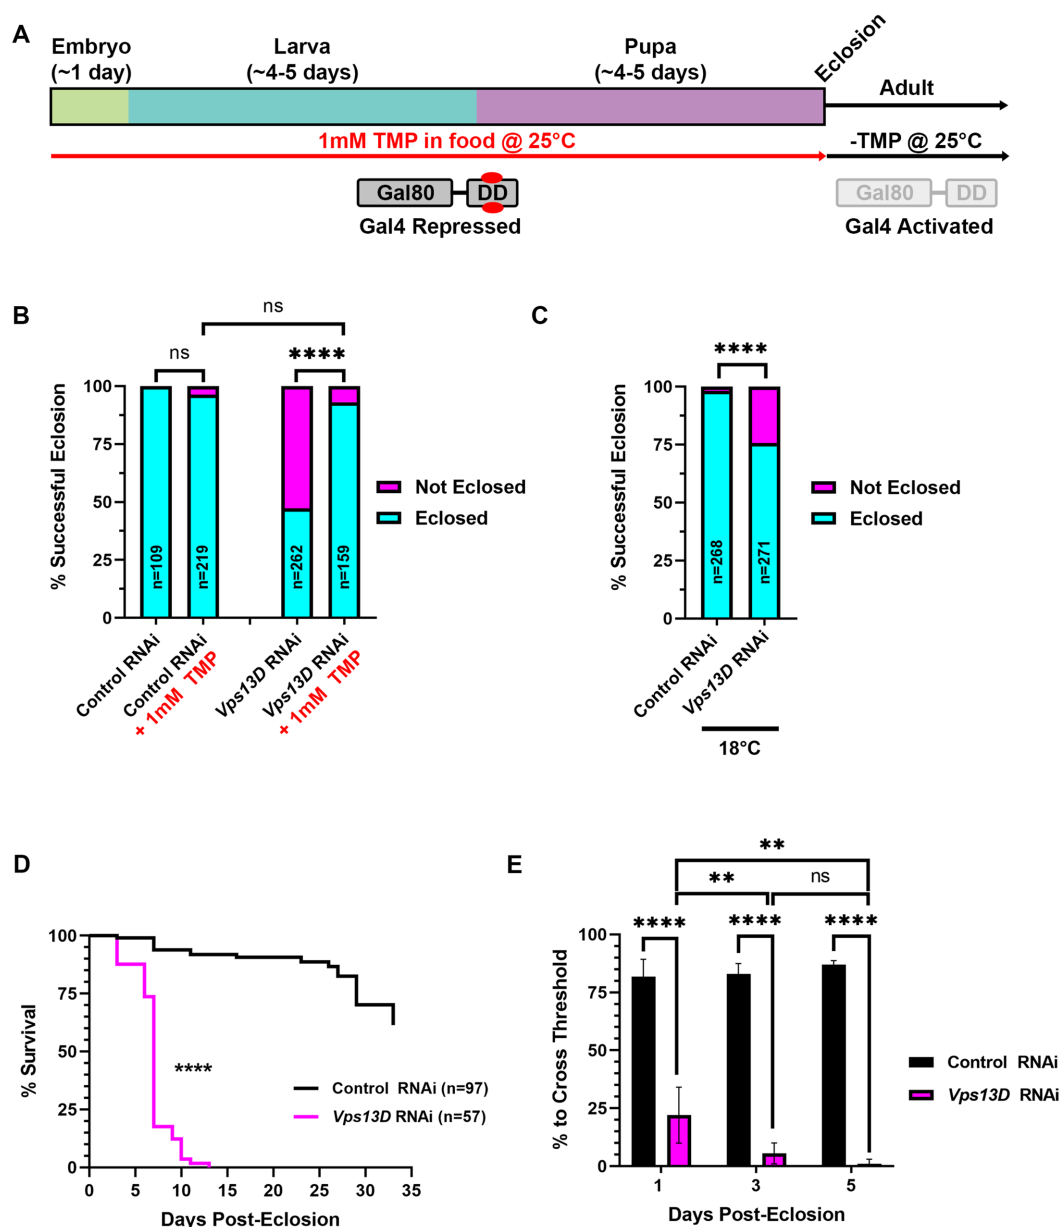 A
Embryo
(~1 day)
Larva
(~4-5 days)
Pupa
(~4-5 days)
Eclosion
Adult
1mM TMP in food @ 25°C
-TMP @ 25°C
Gal80 DD
Gal4 Repressed
Gal80 DD
Gal4 Activated
B
ns
ns
****
% Successful Eclosion
100
75
50
25
0
n=109
n=219
n=262
n=159
Control RNAi
Control RNAi
+ 1mM TMP
Vps13D RNAi
Vps13D RNAi
+ 1mM TMP
Not Eclosed
Eclosed
C
****
% Successful Eclosion
100
75
50
25
0
n=268
n=271
Control RNAi
Vps13D RNAi
18°C
Not Eclosed
Eclosed
D
% Survival
100
75
50
25
0
****
Control RNAi (n=97)
Vps13D RNAi (n=57)
0 5 10 15 20 25 30 35
Days Post-Eclosion
E
**
** ns
**** **** ****
% to Cross Threshold
100
75
50
25
0
1 3 5
Days Post-Eclosion
Control RNAi
Vps13D RNAi